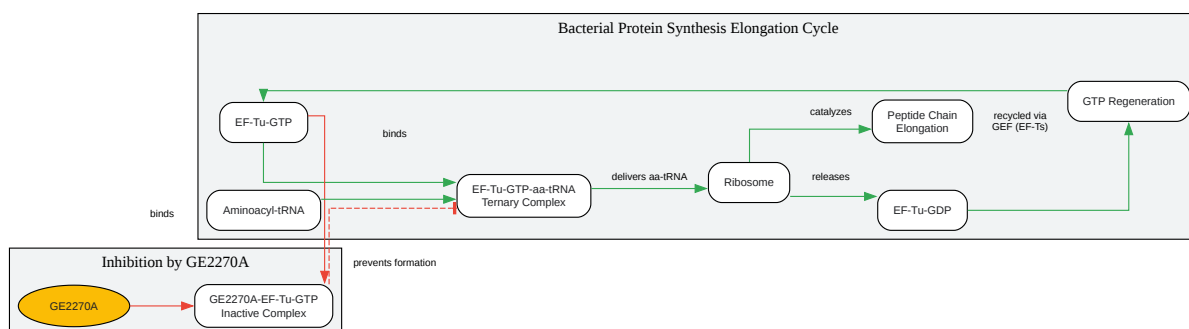 Bacterial Protein Synthesis Elongation Cycle
GTP Regeneration
EF-Tu-GTP
catalyzes
Peptide Chain
Elongation
recycled via
GEF (EF-Ts)
binds
EF-Tu-GTP-aa-tRNA
Ternary Complex
delivers aa-tRNA
Ribosome
releases
Aminoacyl-tRNA
EF-Tu-GDP
binds
Inhibition by GE2270A
prevents formation
GE2270A
GE2270A-EF-Tu-GTP
Inactive Complex